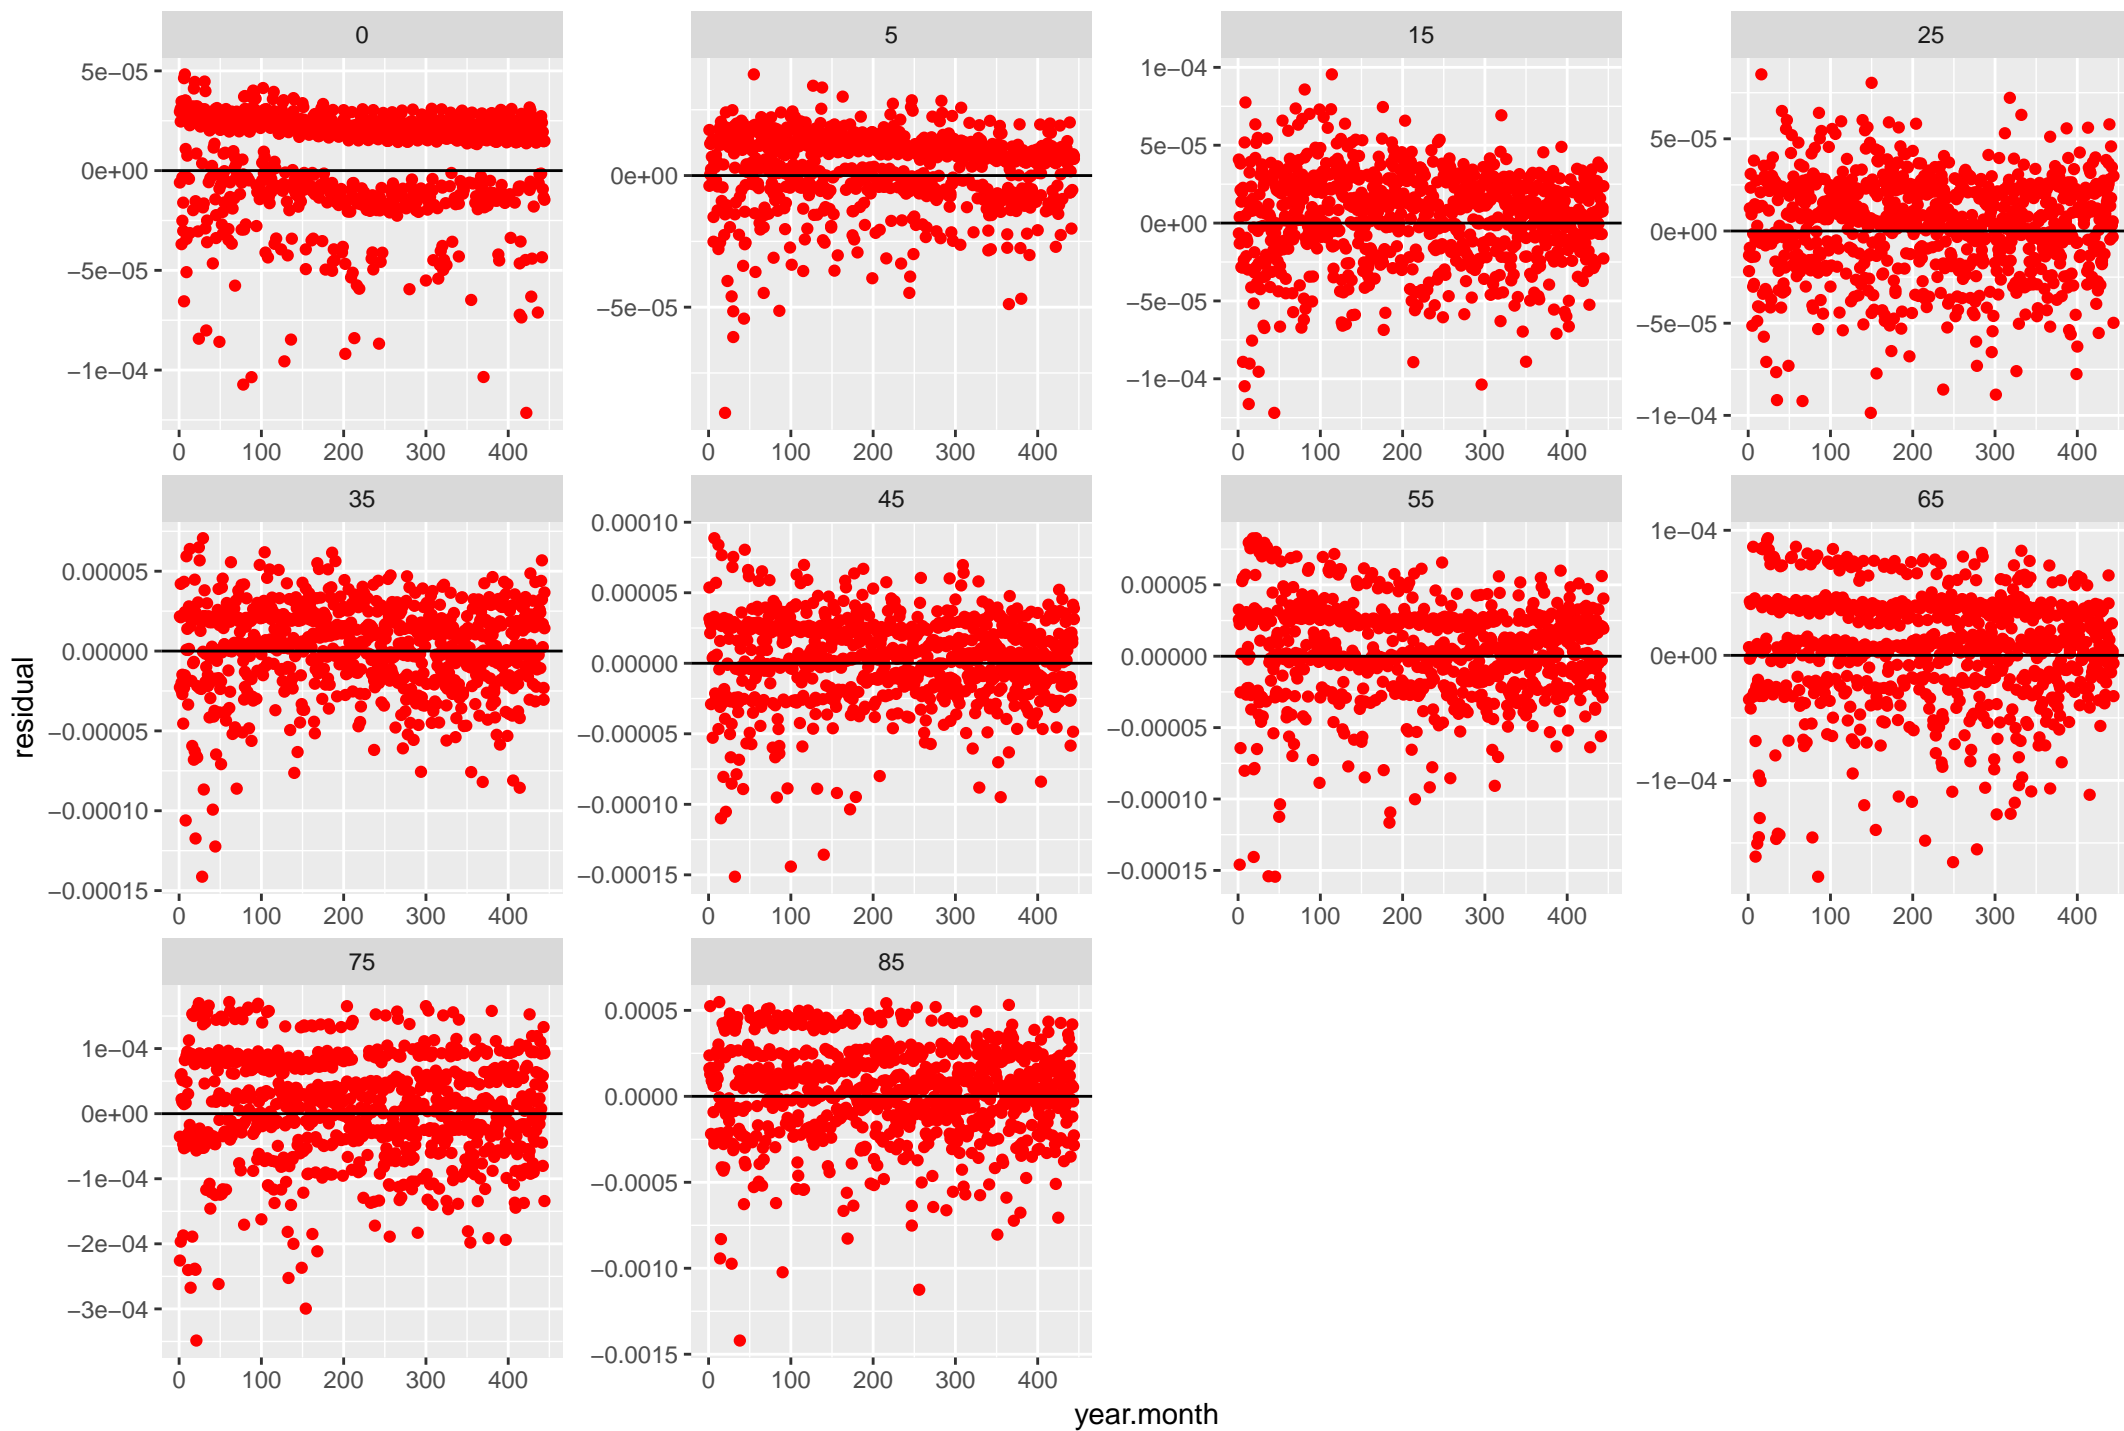 0 5 15 25
5e−05
0e+00
−5e−05
−1e−04
0e+00
−5e−05
1e−04
5e−05
0e+00
−5e−05
−1e−04
5e−05
0e+00
−5e−05
−1e−04
0 100 200 300 400
0 100 200 300 400
0 100 200 300 400
0 100 200 300 400
35 45 55 65
0.00005
0.00000
−0.00005
−0.00010
−0.00015
0.00010
0.00005
0.00000
−0.00005
−0.00010
−0.00015
0.00005
0.00000
−0.00005
−0.00010
−0.00015
1e−04
0e+00
−1e−04
0 100 200 300 400
0 100 200 300 400
0 100 200 300 400
0 100 200 300 400
75 85
1e−04
0e+00
−1e−04
−2e−04
−3e−04
0.0005
0.0000
−0.0005
−0.0010
−0.0015
0 100 200 300 400
0 100 200 300 400
residual
year.month